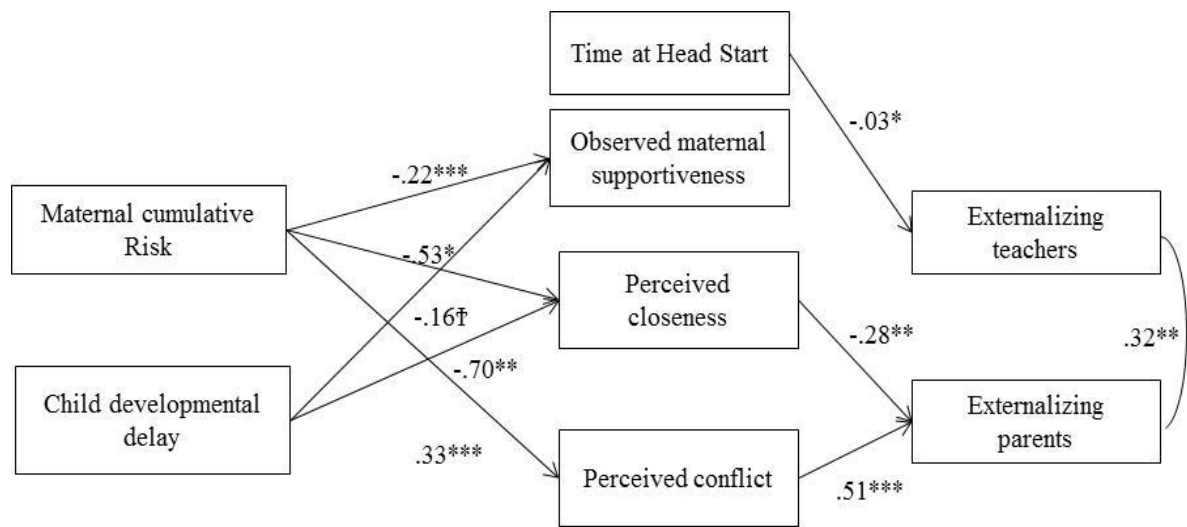 Time at Head Start
-.03*
Observed maternal
supportiveness
-.22***
Maternal cumulative
Risk
Externalizing
teachers
-.53*
Perceived
closeness
-.16Ϯ
-.28**
.32**
-.70**
Child developmental
delay
Externalizing
parents
.33***
Perceived conflict
.51***